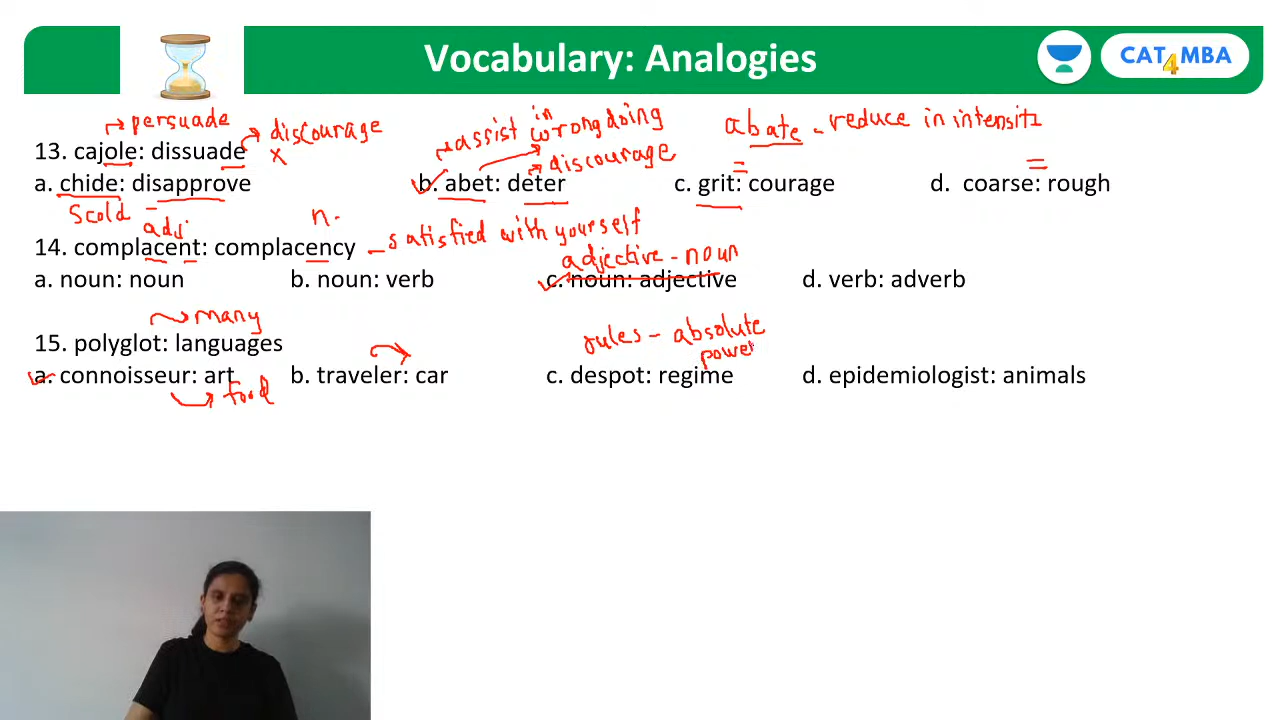 Vocabulary: Analogies
CAT4MBA
persuade
discourage
x
assist in wrongdoing
discourage
abate - reduce in intensity
13. cajole: dissuade
a. chide: disapprove b. abet: deter c. grit: courage d. coarse: rough
scold
adj
n.
satisfied with yourself
14. complacent: complacency
adjective - noun
a. noun: noun b. noun: verb c. noun: adjective d. verb: adverb
many
15. polyglot: languages
rules - absolute
power
a. connoisseur: art b. traveler: car c. despot: regime d. epidemiologist: animals
food